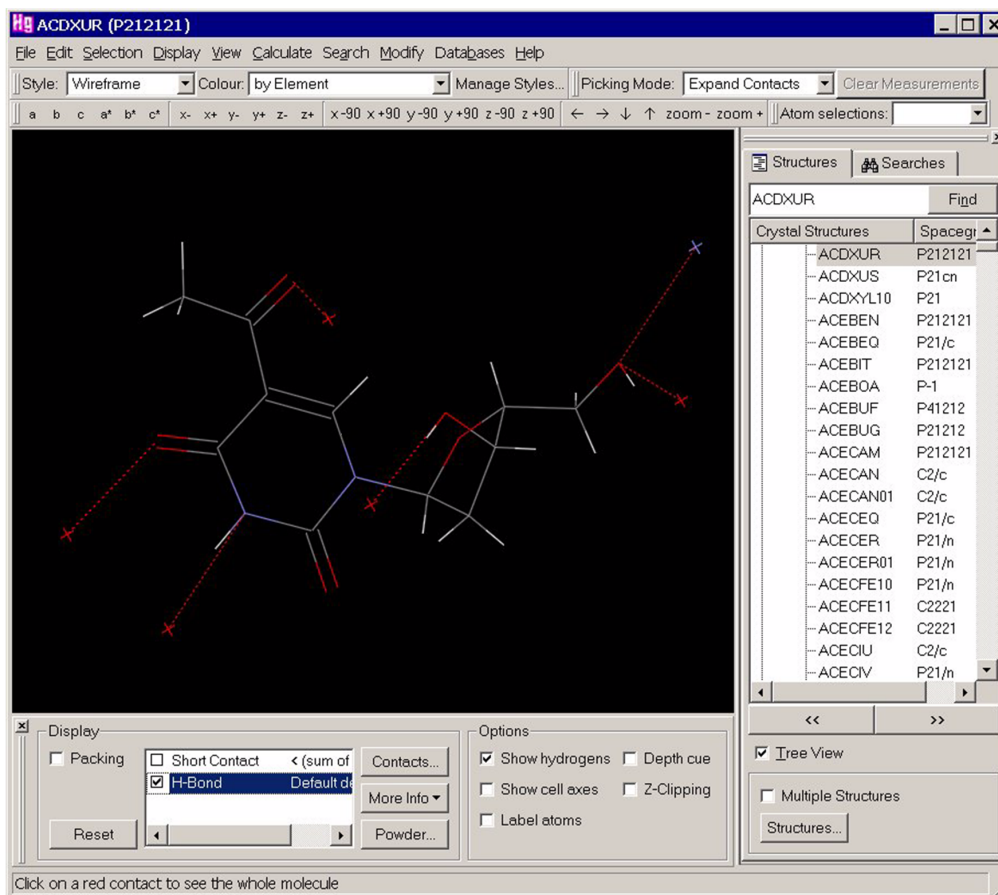 Hg ACDXUR (P212121)
File Edit Selection Display View Calculate Search Modify Databases Help
Style: Wireframe Colour: by Element Manage Styles... Picking Mode: Expand Contacts Clear Measurements
a b c a* b* c* x- x+ y- y+ z- z+ x-90 x+90 y-90 y+90 z-90 z+90 ← → ↓ ↑ zoom- zoom+ Atom selections:
Structures Searches
ACDXUR Find
Crystal Structures Spacegr
ACDXUR P212121
ACDXUS P21cn
ACDXYL10 P21
ACEBEN P212121
ACEBEQ P21/c
ACEBIT P212121
ACEBOA P-1
ACEBUF P41212
ACEBUG P21212
ACECAM P212121
ACECAN C2/c
ACECAN01 C2/c
ACECEQ P21/c
ACECER P21/n
ACECER01 P21/n
ACECFE10 P21/n
ACECFE11 C2221
ACECFE12 C2221
ACECIU C2/c
ACECIV P21/n
<< >>
Tree View
Multiple Structures
Structures...
Display
Packing
Short Contact < (sum of
H-Bond Default de
Reset
Contacts...
More Info
Powder...
Options
Show hydrogens Depth cue
Show cell axes Z-Clipping
Label atoms
Click on a red contact to see the whole molecule